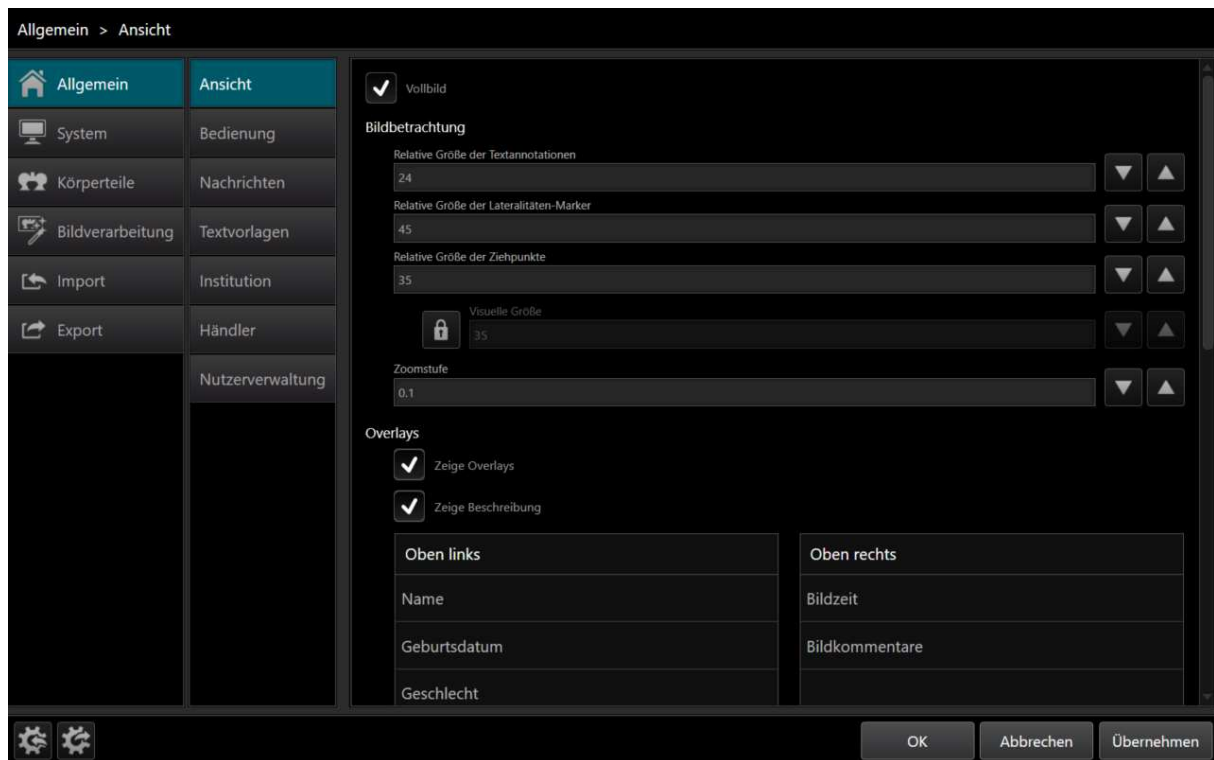 Allgemein > Ansicht
Allgemein
System
Körperteile
Bildverarbeitung
Import
Export
Ansicht
Bedienung
Nachrichten
Textvorlagen
Institution
Händler
Nutzerverwaltung
Vollbild
Bildbetrachtung
Relative Größe der Textannotationen
24
Relative Größe der Lateralitäten-Marker
45
Relative Größe der Ziehpunkte
35
Visuelle Größe
35
Zoomstufe
0.1
Overlays
Zeige Overlays
Zeige Beschreibung
Oben links
Name
Geburtsdatum
Geschlecht
Oben rechts
Bildzeit
Bildkommentare
OK
Abbrechen
Übernehmen